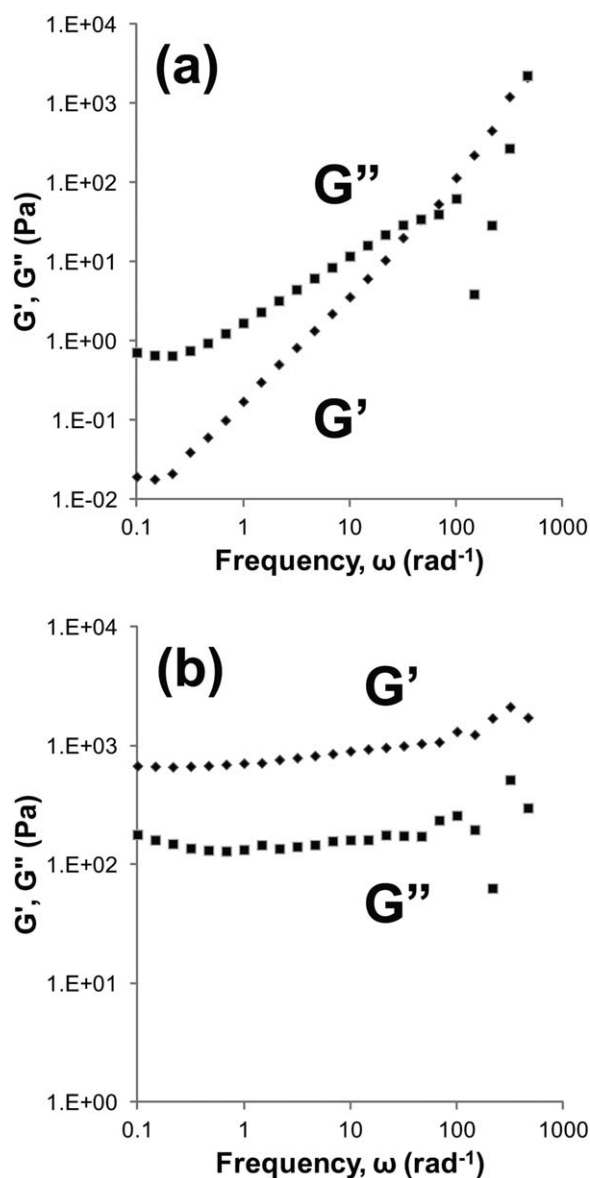 (a)
1.E+04
1.E+03
1.E+02
1.E+01
1.E+00
1.E-01
1.E-02
G', G" (Pa)
G”
G’
0.1 1 10 100 1000
Frequency, ω (rad⁻¹)
(b)
1.E+04
1.E+03
1.E+02
1.E+01
1.E+00
G', G" (Pa)
G’
G”
0.1 1 10 100 1000
Frequency, ω (rad⁻¹)